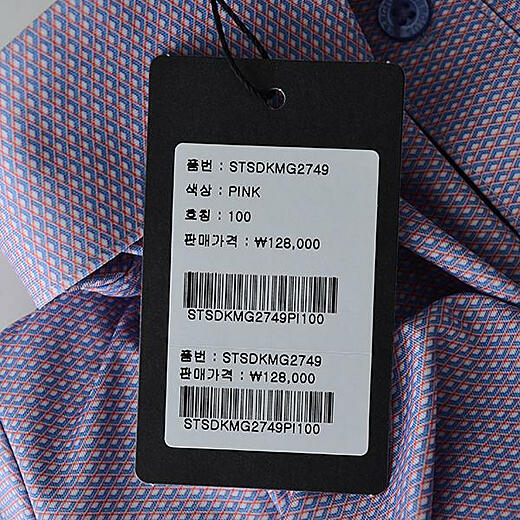 품번 : STSDKMG2749
색상 : PINK
호칭 : 100
판매가격 : ₩128,000
STSDKMG2749PI100
품번 : STSDKMG2749
판매가격 : ₩128,000
STSDKMG2749PI100